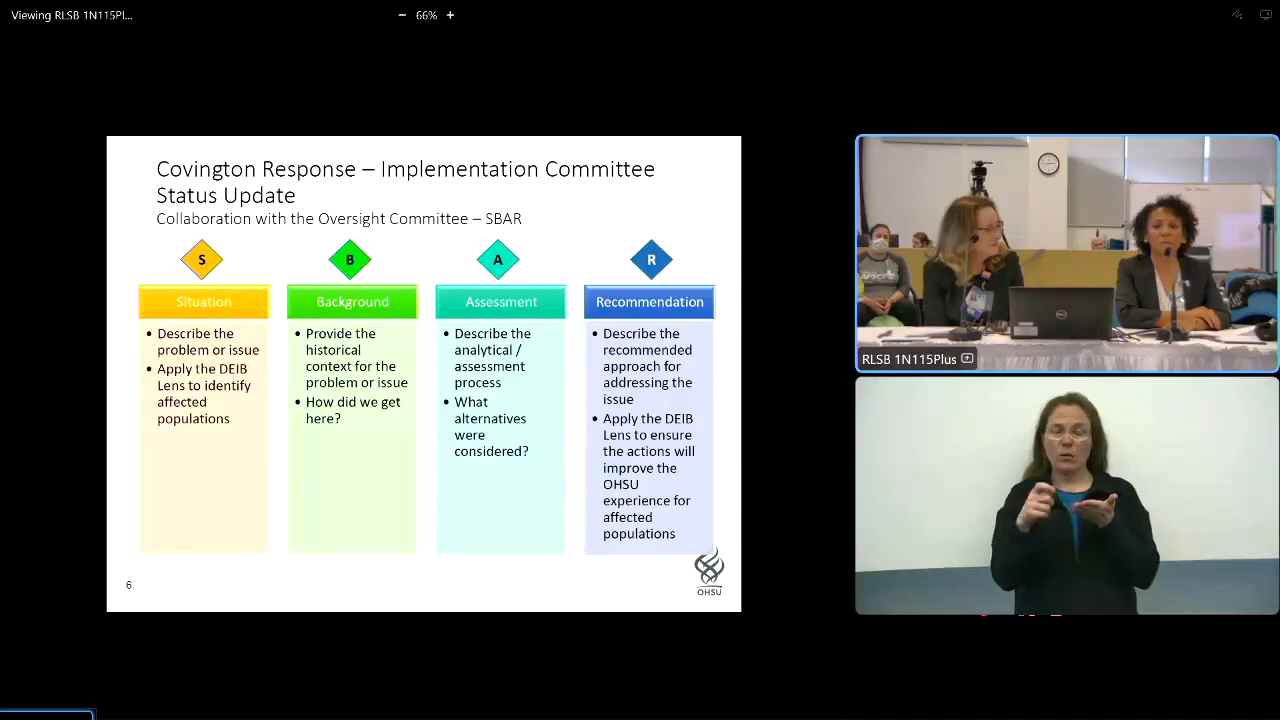 Viewing RLSB 1N115Pl...
− 66% +
Covington Response – Implementation Committee
Status Update
Collaboration with the Oversight Committee – SBAR
S
Situation
• Describe the
problem or issue
• Apply the DEIB
Lens to identify
affected
populations
B
Background
• Provide the
historical
context for the
problem or issue
• How did we get
here?
A
Assessment
• Describe the
analytical /
assessment
process
• What
alternatives
were
considered?
R
Recommendation
• Describe the
recommended
approach for
addressing the
issue
• Apply the DEIB
Lens to ensure
the actions will
improve the
OHSU
experience for
affected
populations
6
OHSU
DELL
RLSB 1N115Plus